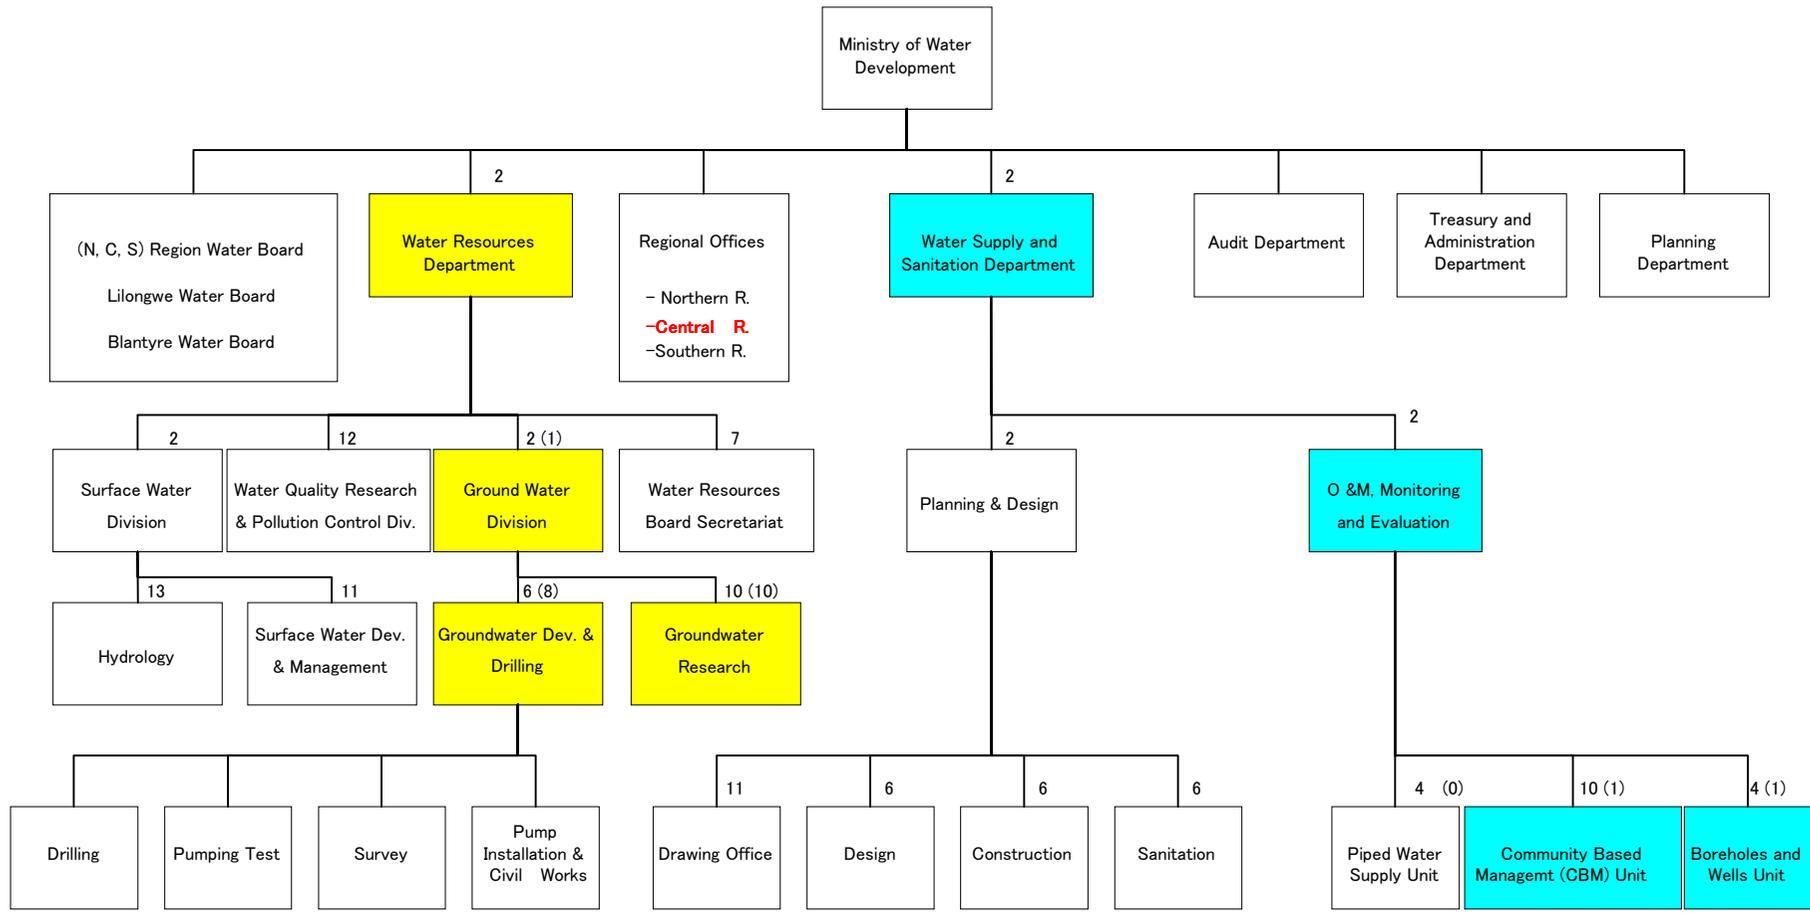 Ministry of Water
Development
2
2
(N, C, S) Region Water Board
Lilongwe Water Board
Blantyre Water Board
Water Resources
Department
Regional Offices
- Northern R.
-Central R.
-Southern R.
Water Supply and
Sanitation Department
Audit Department
Treasury and
Administration
Department
Planning
Department
2
12
2 (1)
7
2
2
Surface Water
Division
Water Quality Research
& Pollution Control Div.
Ground Water
Division
Water Resources
Board Secretariat
Planning & Design
O &M, Monitoring
and Evaluation
13
11
6 (8)
10 (10)
Hydrology
Surface Water Dev.
& Management
Groundwater Dev. &
Drilling
Groundwater
Research
11
6
6
6
4 (0)
10 (1)
4 (1)
Drilling
Pumping Test
Survey
Pump
Installation &
Civil Works
Drawing Office
Design
Construction
Sanitation
Piped Water
Supply Unit
Community Based
Managemt (CBM) Unit
Boreholes and
Wells Unit